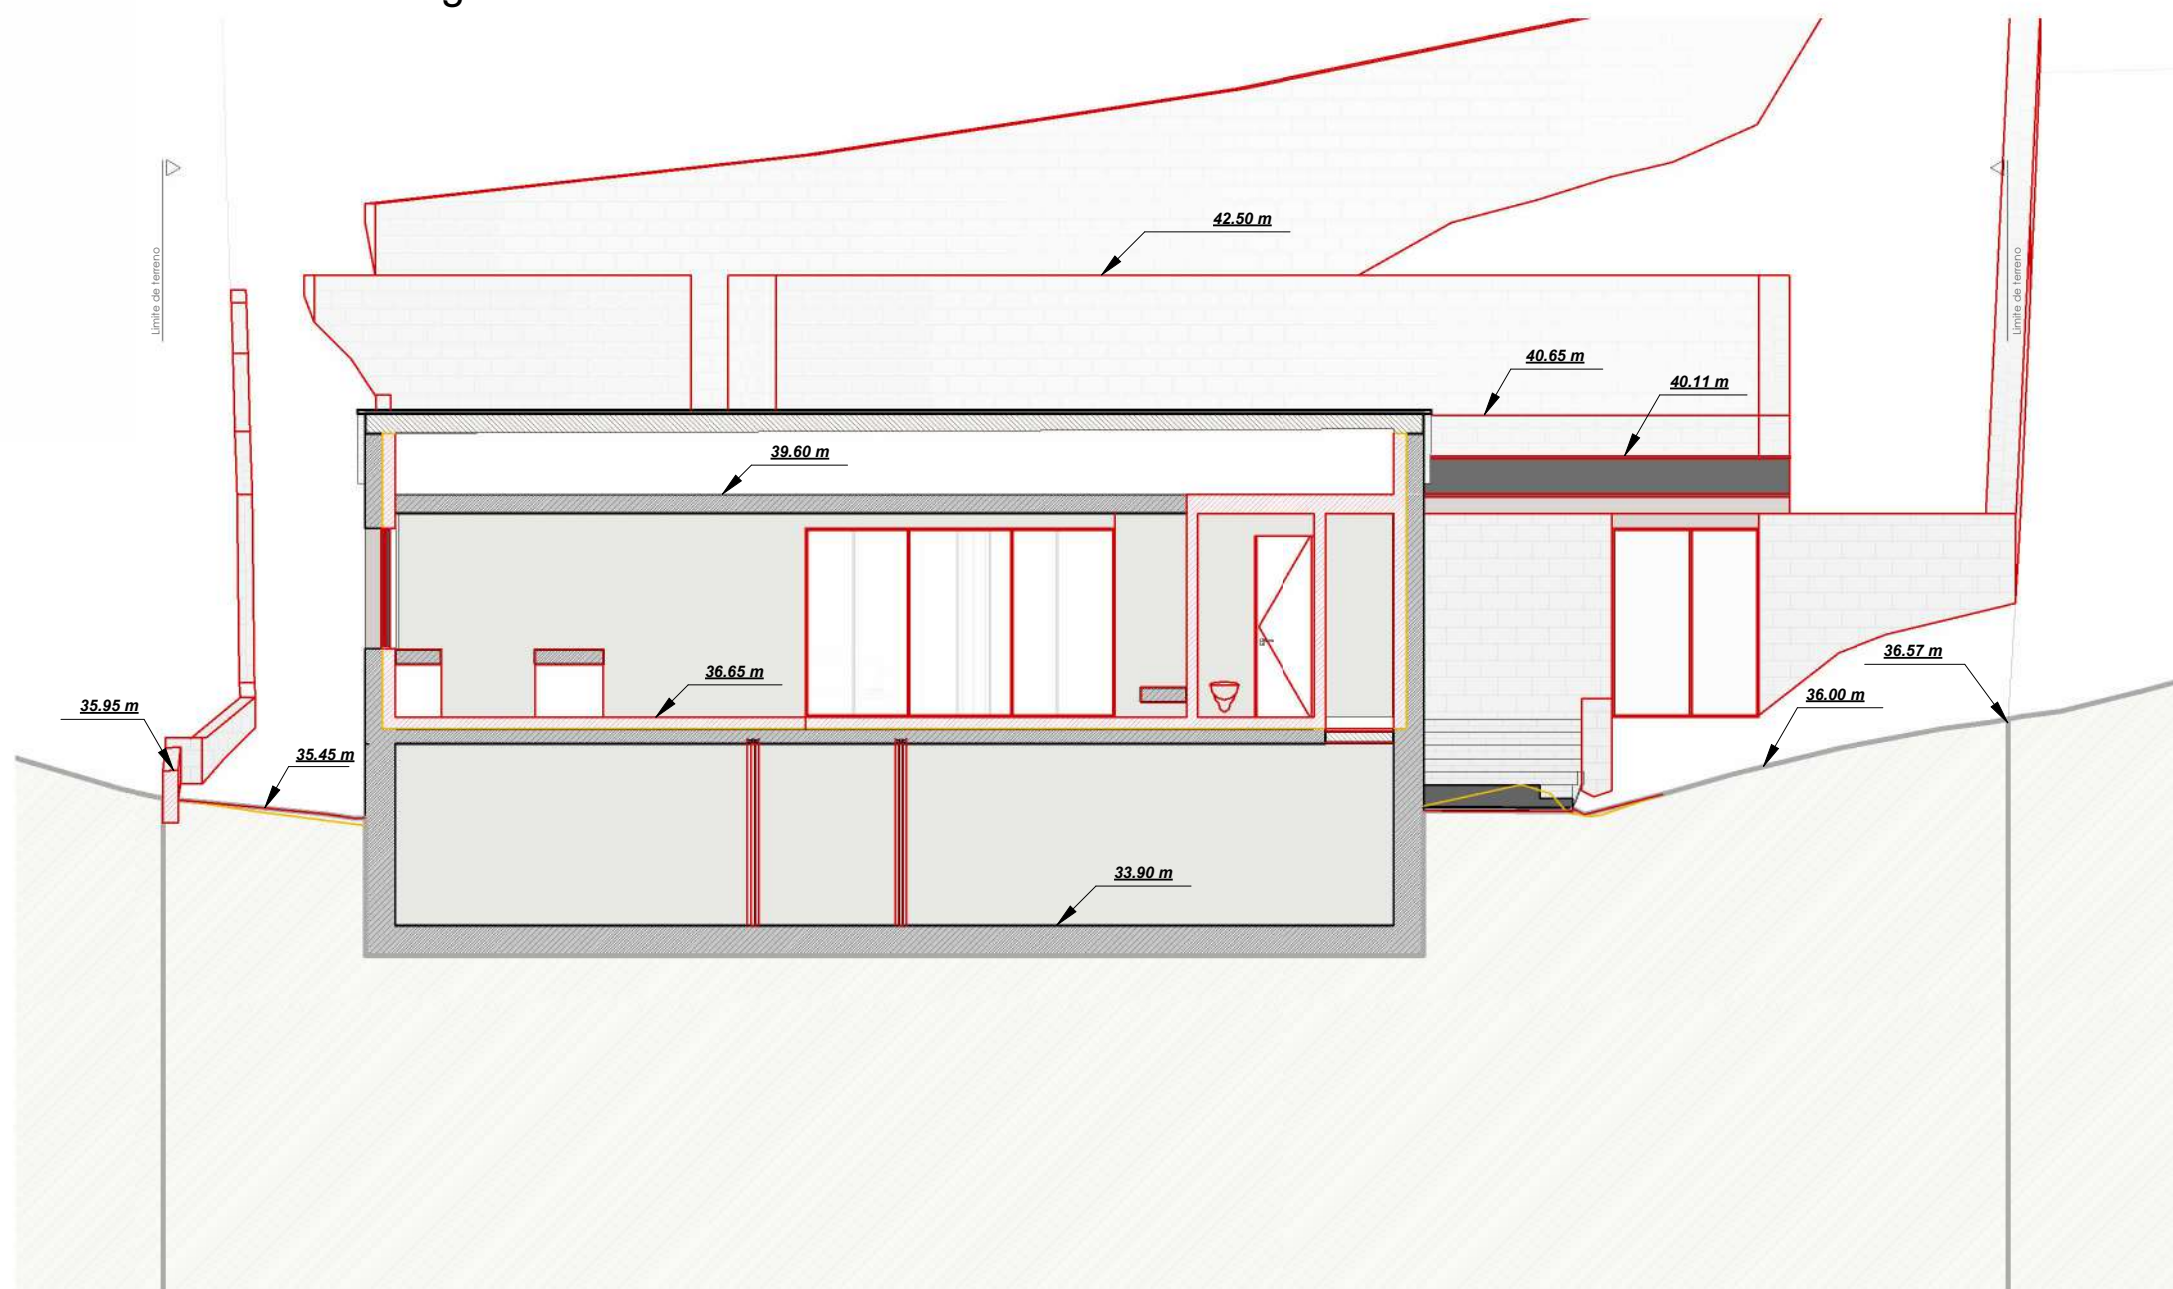 g
42.50 m
Limite de terreno
Limite de terreno
40.65 m
40.11 m
39.60 m
36.65 m
36.57 m
36.00 m
35.95 m
35.45 m
33.90 m